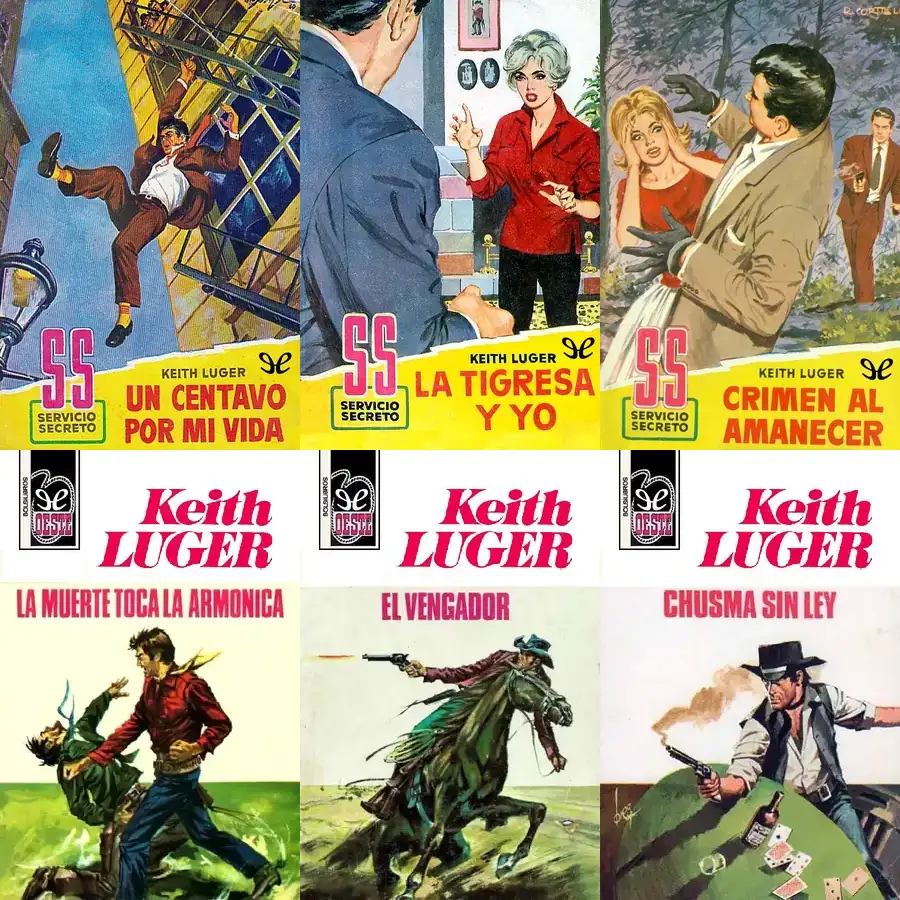 R. CORTIELLA
SS
SERVICIO
SECRETO
KEITH LUGER
UN CENTAVO
POR MI VIDA
SS
SERVICIO
SECRETO
KEITH LUGER
LA TIGRESA
Y YO
SS
SERVICIO
SECRETO
KEITH LUGER
CRIMEN AL
AMANECER
BOLSILIBROS
OESTE
Keith
LUGER
LA MUERTE TOCA LA ARMONICA
BOLSILIBROS
OESTE
Keith
LUGER
EL VENGADOR
BOLSILIBROS
OESTE
Keith
LUGER
CHUSMA SIN LEY